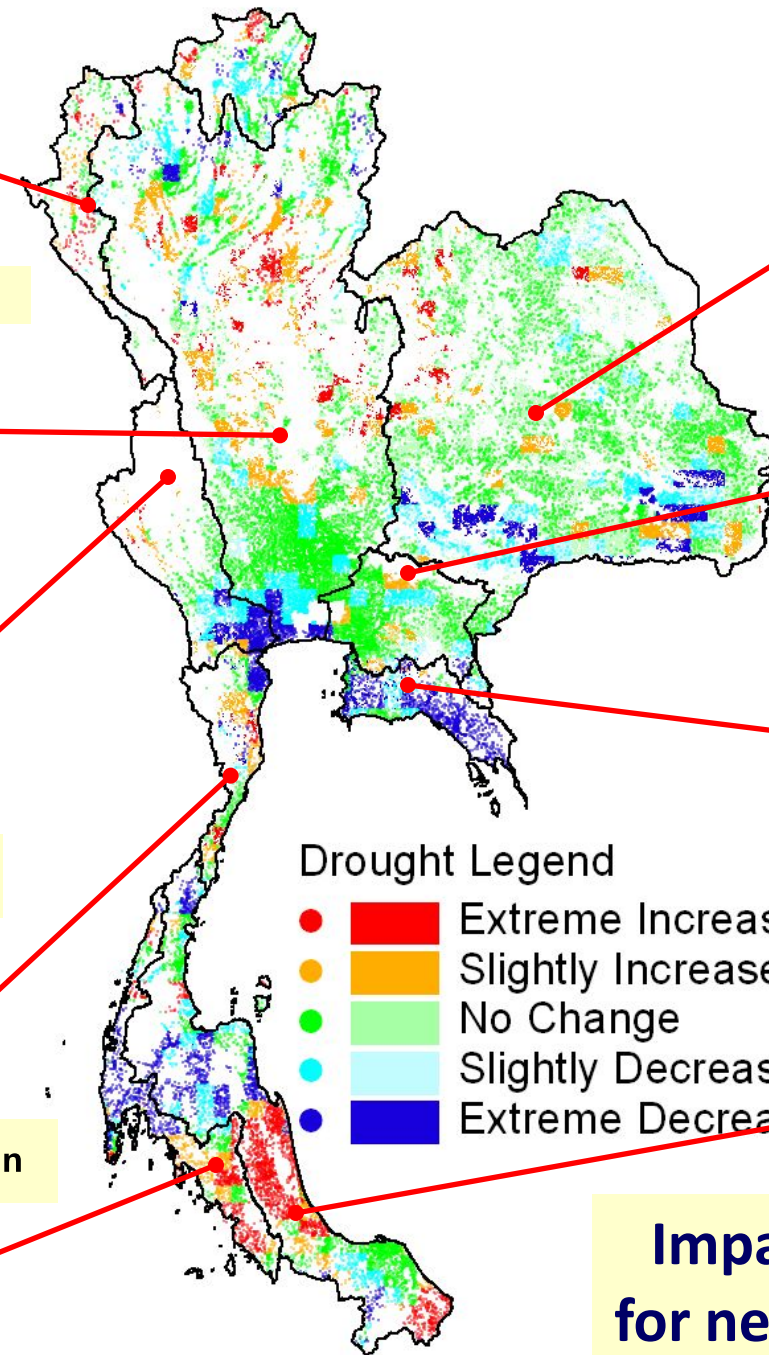 Drought Legend
Extreme Increas
Slightly Increase
No Change
Slightly Decreas
Extreme Decrea
n
Impa
for ne